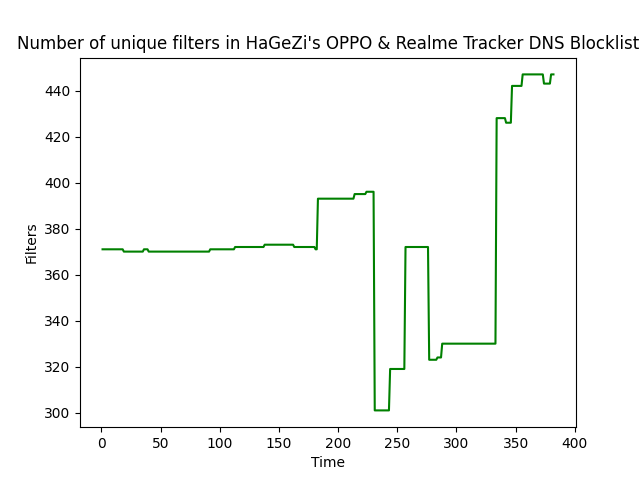 Number of unique filters in HaGeZi's OPPO & Realme Tracker DNS Blocklist
Filters
440
420
400
380
360
340
320
300
0 50 100 150 200 250 300 350 400
Time